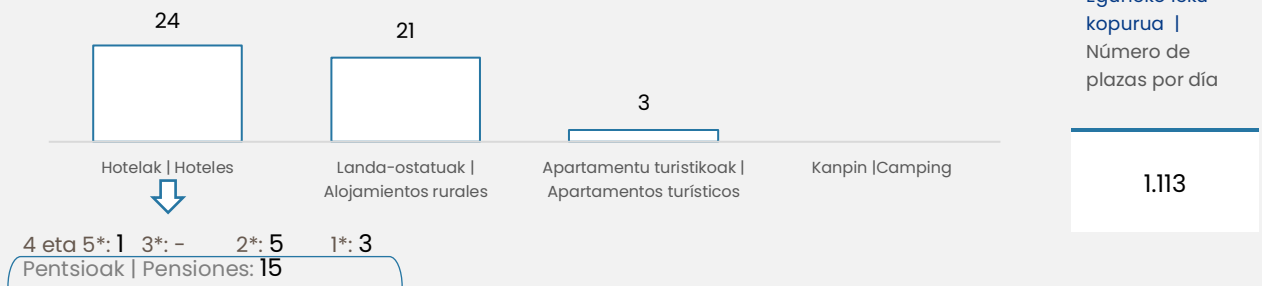 24
21
3
Hotelak | Hoteles
Landa-ostatuak |
Alojamientos rurales
Apartamentu turistikoak |
Apartamentos turísticos
Kanpin |Camping
4 eta 5*: 1 3*: - 2*: 5 1*: 3
Pentsioak | Pensiones: 15
kopurua |
Número de
plazas por día
1.113